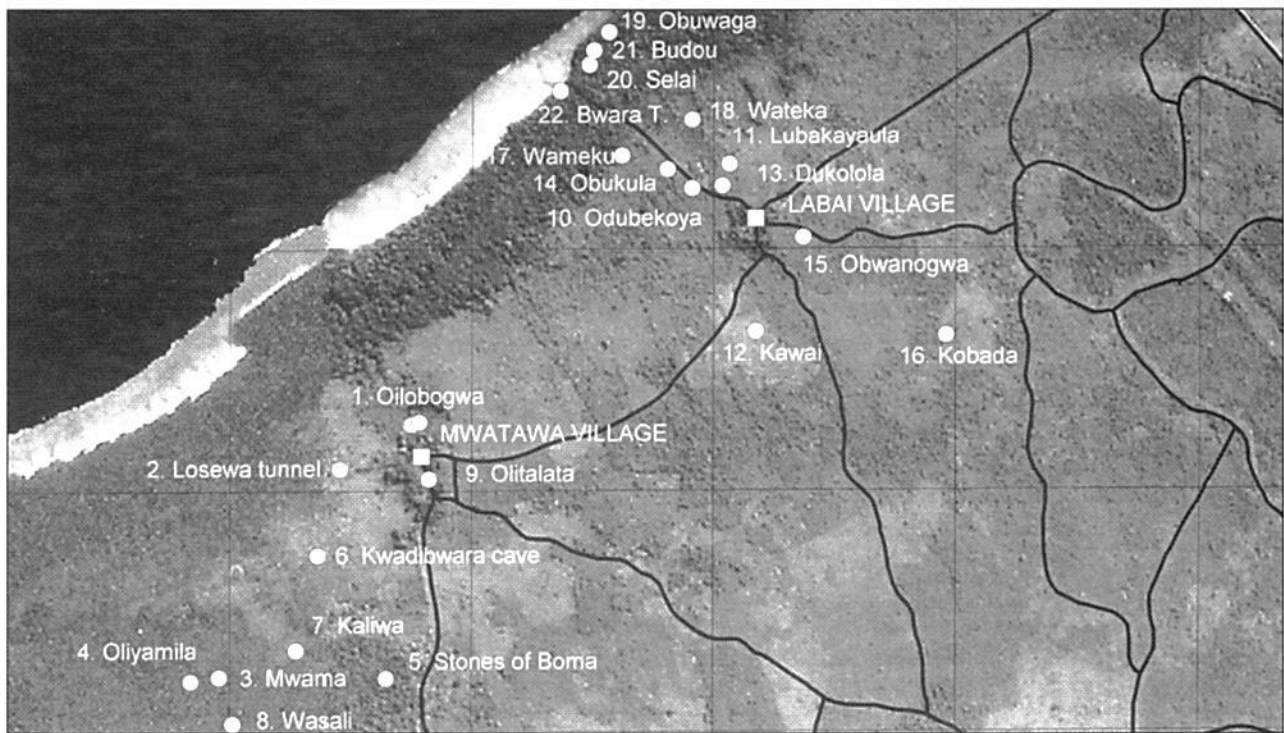 19. Obuwaga
21. Budou
20. Selai
22. Bwara T.
18. Wateka
11. Lubakayaula
17. Wameku
13. Dukolola
14. Obukula
LABAI VILLAGE
10. Odubekoya
15. Obwanogwa
12. Kawai
16. Kobada
1. Oilobogwa
MWATAWA VILLAGE
2. Losewa tunnel
9. Olitalata
6. Kwadibwara cave
7. Kaliwa
4. Oliyamila
3. Mwama
5. Stones of Boma
8. Wasali